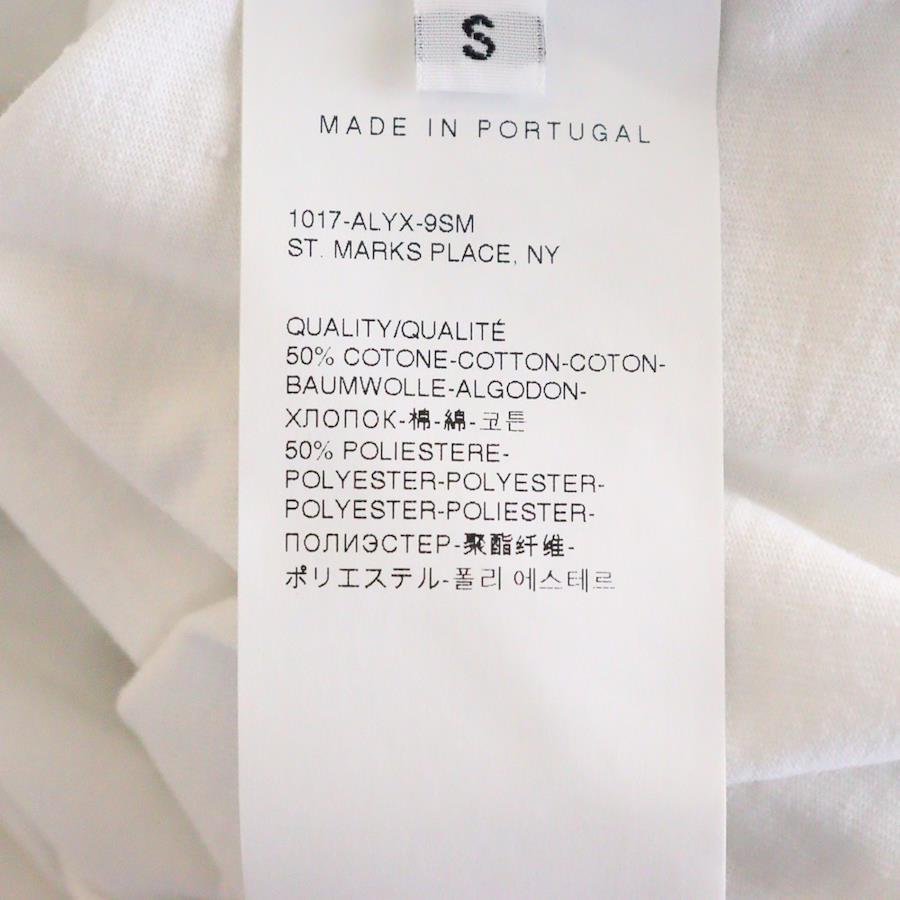 S
MADE IN PORTUGAL
1017-ALYX-9SM
ST. MARKS PLACE, NY
QUALITY/QUALITÉ
50% COTONE-COTTON-COTON-
BAUMWOLLE-ALGODON-
ХЛОПОК-棉-綿-코튼
50% POLIESTERE-
POLYESTER-POLYESTER-
POLYESTER-POLIESTER-
ПОЛИЭСТЕР-聚酯纤维-
ポリエステル-폴리 에스테르